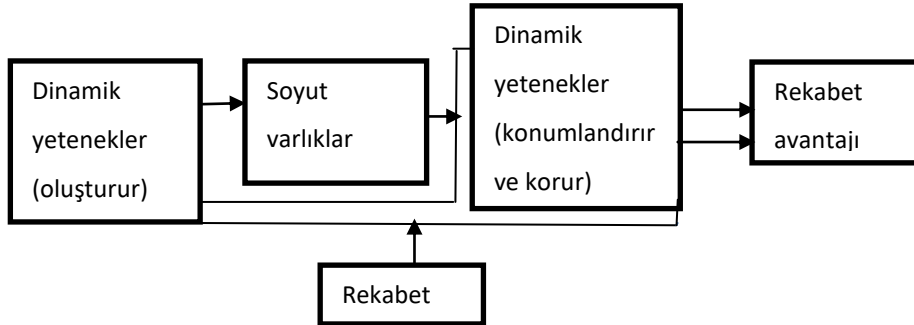 Dinamik
yetenekler
(oluşturur)
Soyut
varlıklar
Dinamik
yetenekler
(konumlandırır
ve korur)
Rekabet
avantajı
Rekabet